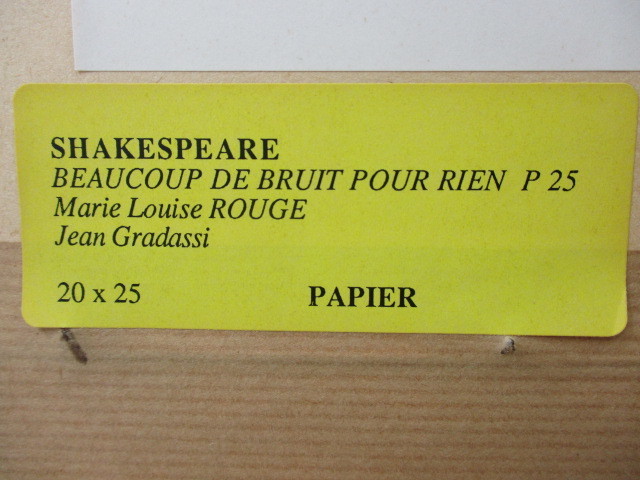 SHAKESPEARE
BEAUCOUP DE BRUIT POUR RIEN P 25
Marie Louise ROUGE
Jean Gradassi
20 x 25 PAPIER